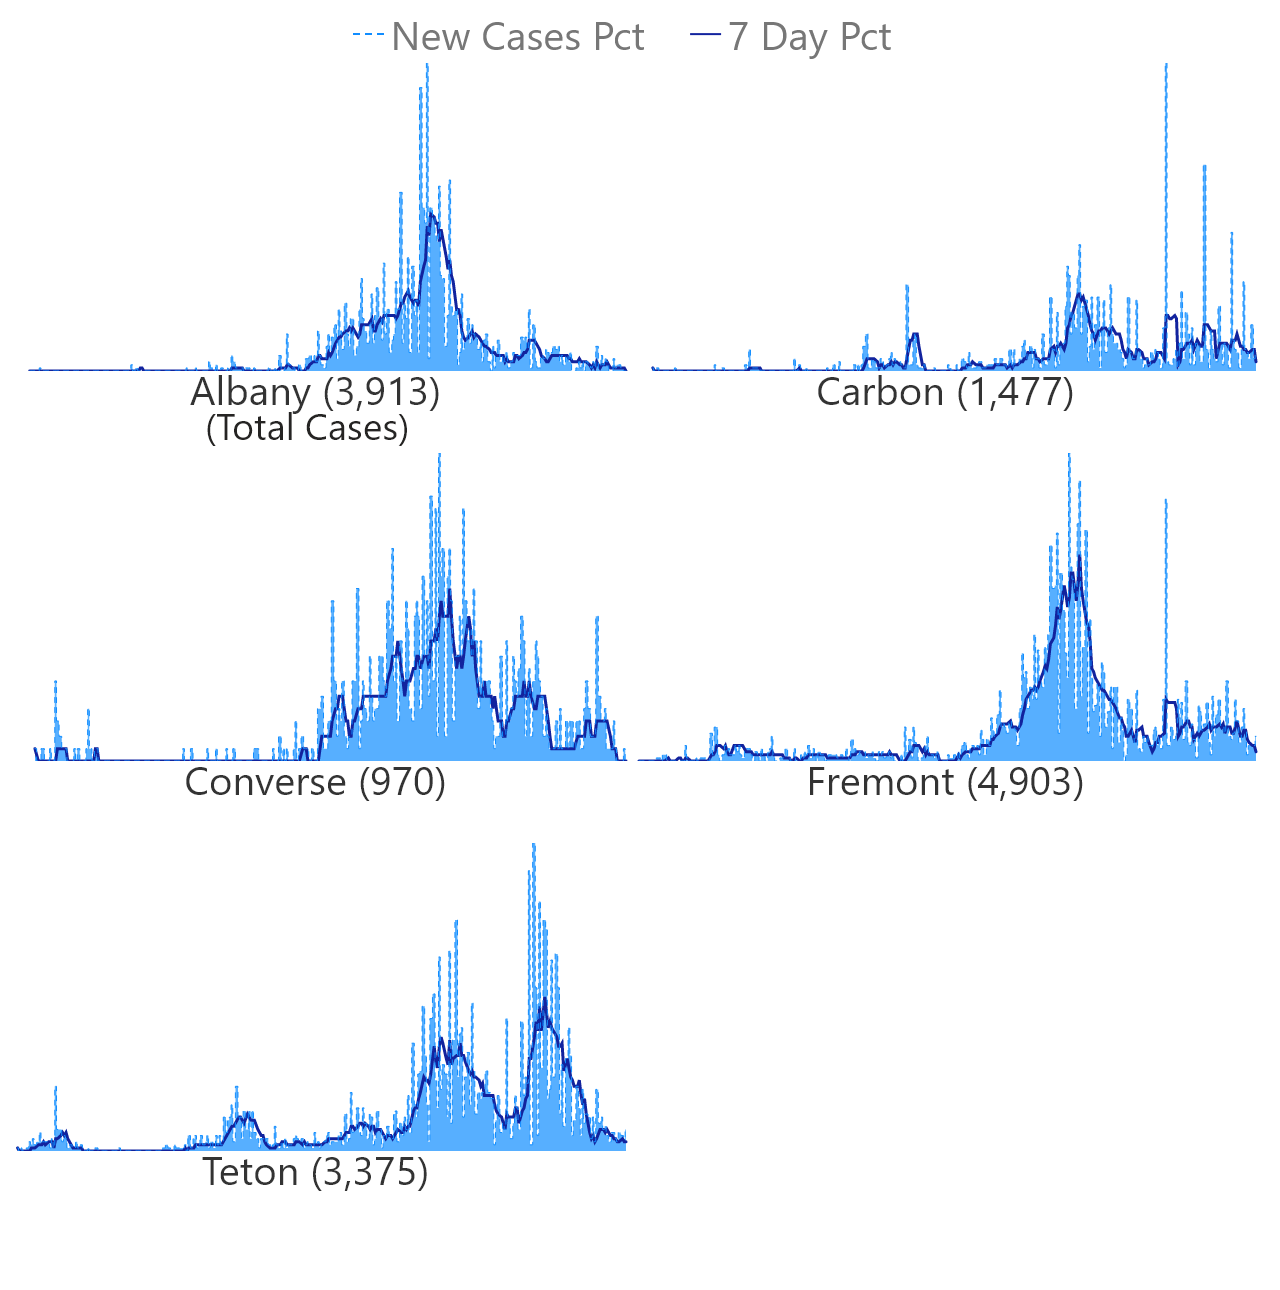 New Cases Pct 7 Day Pct
Albany (3,913) Carbon (1,477)
(Total Cases)
Converse (970) Fremont (4,903)
Teton (3,375)